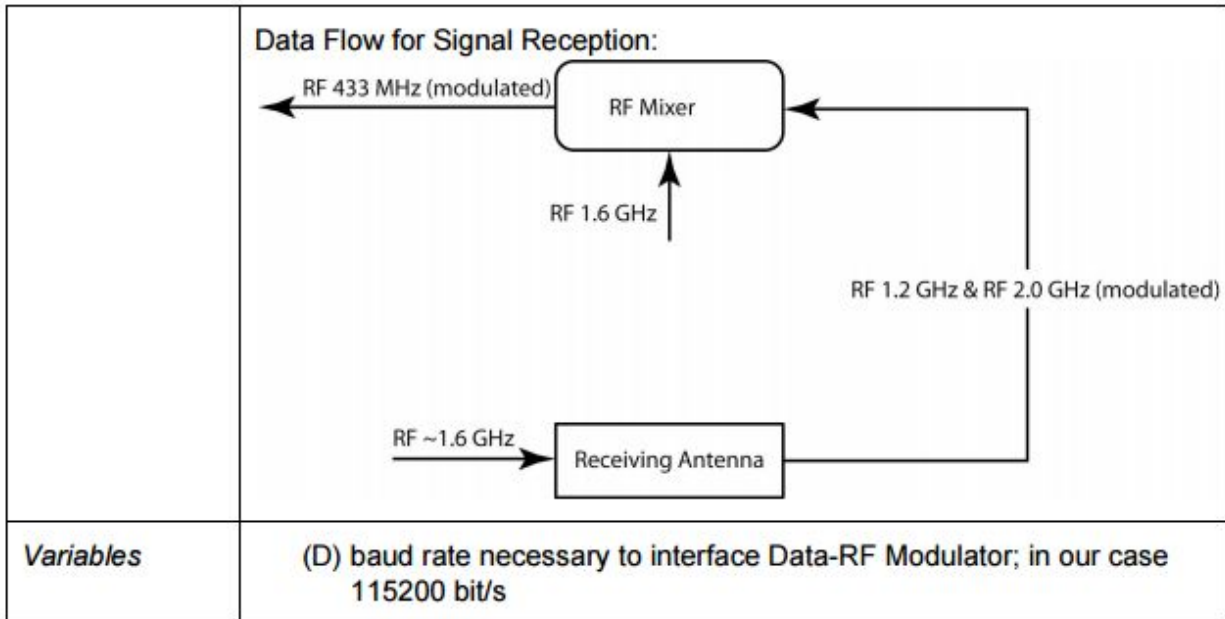 Data Flow for Signal Reception:
RF 433 MHz (modulated)
RF Mixer
RF 1.6 GHz
RF 1.2 GHz & RF 2.0 GHz (modulated)
RF ~1.6 GHz
Receiving Antenna
Variables
(D) baud rate necessary to interface Data-RF Modulator; in our case
115200 bit/s